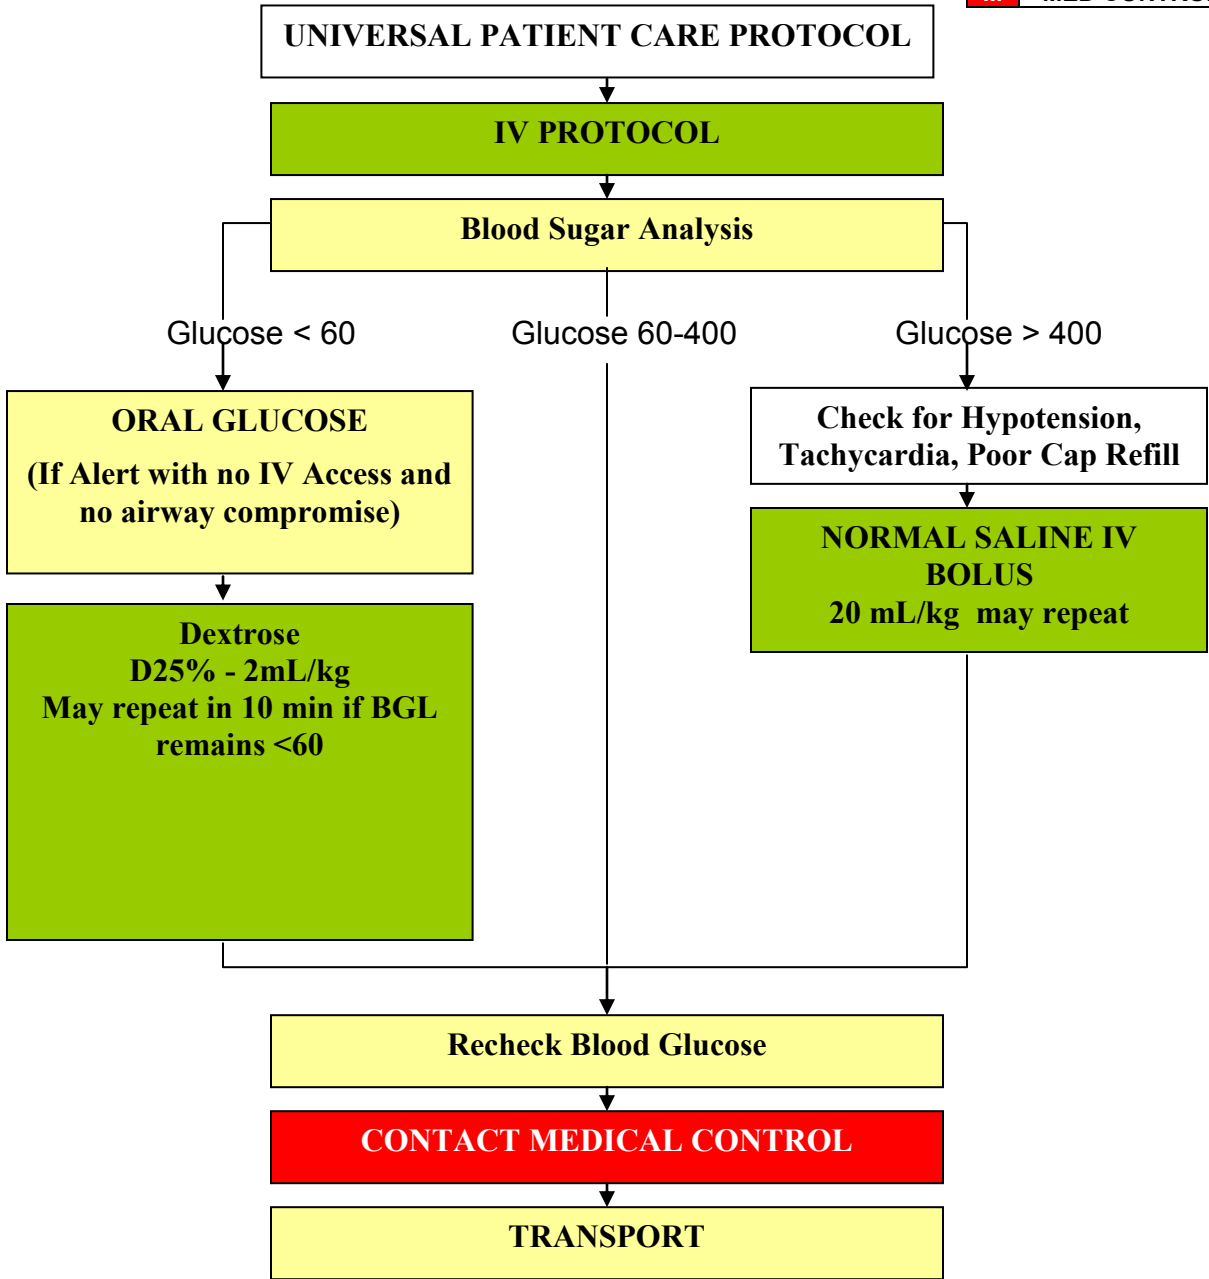 UNIVERSAL PATIENT CARE PROTOCOL
IV PROTOCOL
Blood Sugar Analysis
Glucose < 60
Glucose 60-400
Glucose > 400
ORAL GLUCOSE
(If Alert with no IV Access and
no airway compromise)
Check for Hypotension,
Tachycardia, Poor Cap Refill
NORMAL SALINE IV
BOLUS
20 mL/kg may repeat
Dextrose
D25% - 2mL/kg
May repeat in 10 min if BGL
remains <60
Recheck Blood Glucose
CONTACT MEDICAL CONTROL
TRANSPORT